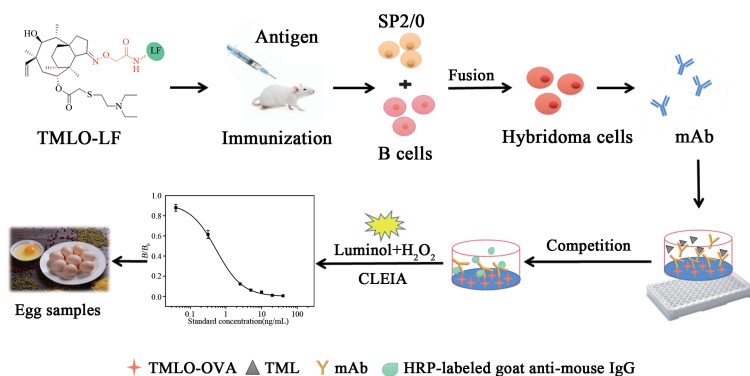 HO
LF
N
O
O
N
H
O
O
S
N
TMLO-LF
Antigen
Immunization
SP2/0
+
B cells
Fusion
Hybridoma cells
mAb
Competition
Luminol+H₂O₂
CLEIA
B/B₀
1.0
0.8
0.6
0.4
0.2
0.0
0.1
1
10
100
Standard concentration(ng/mL)
Egg samples
TMLO-OVA
TML
mAb
HRP-labeled goat anti-mouse IgG